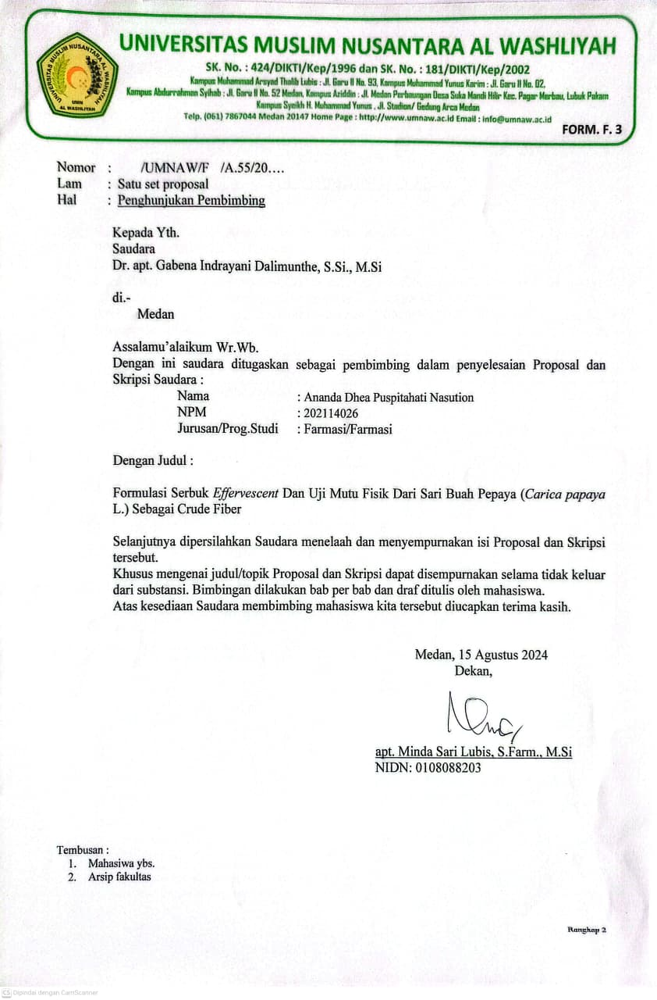 UNIVERSITAS MUSLIM NUSANTARA AL WASHLIYAH
SK. No. : 424/DIKTI/Kep/1996 dan SK. No. : 181/DIKTI/Kep/2002
Kampus Muhammad Arsyad Thalib Lubis : Jl. Garu II No. 93, Kampus Muhammad Yunus Karim : Jl. Garu II No. 02,
Kampus Abdurrahman Syihab : Jl. Garu II No. 52 Medan, Kampus Aziddin : Jl. Medan Perbaungan Desa Suka Mandi Hilir Kec. Pagar Merbau, Lubuk Pakam
Kampus Syeikh H. Muhammad Yunus , Jl. Stadion/ Gedung Arca Medan
Telp. (061) 7867044 Medan 20147 Home Page : http://www.umnaw.ac.id Email : info@umnaw.ac.id
UNIVERSITAS MUSLIM NUSANTARA AL WASHLIYAH
UMN
AL WASHLIYAH
FORM. F. 3
Nomor : /UMNAW/F /A.55/20....
Lam : Satu set proposal
Hal : Penghunjukan Pembimbing
Kepada Yth.
Saudara
Dr. apt. Gabena Indrayani Dalimunthe, S.Si., M.Si
di.-
Medan
Assalamu’alaikum Wr.Wb.
Dengan ini saudara ditugaskan sebagai pembimbing dalam penyelesaian Proposal dan
Skripsi Saudara :
Nama : Ananda Dhea Puspitahati Nasution
NPM : 202114026
Jurusan/Prog.Studi : Farmasi/Farmasi
Dengan Judul :
Formulasi Serbuk Effervescent Dan Uji Mutu Fisik Dari Sari Buah Pepaya (Carica papaya
L.) Sebagai Crude Fiber
Selanjutnya dipersilahkan Saudara menelaah dan menyempurnakan isi Proposal dan Skripsi
tersebut.
Khusus mengenai judul/topik Proposal dan Skripsi dapat disempurnakan selama tidak keluar
dari substansi. Bimbingan dilakukan bab per bab dan draf ditulis oleh mahasiswa.
Atas kesediaan Saudara membimbing mahasiswa kita tersebut diucapkan terima kasih.
Medan, 15 Agustus 2024
Dekan,
apt. Minda Sari Lubis, S.Farm., M.Si
NIDN: 0108088203
Tembusan :
1. Mahasiwa ybs.
2. Arsip fakultas
Rangkap 2
CS Dipindai dengan CamScanner